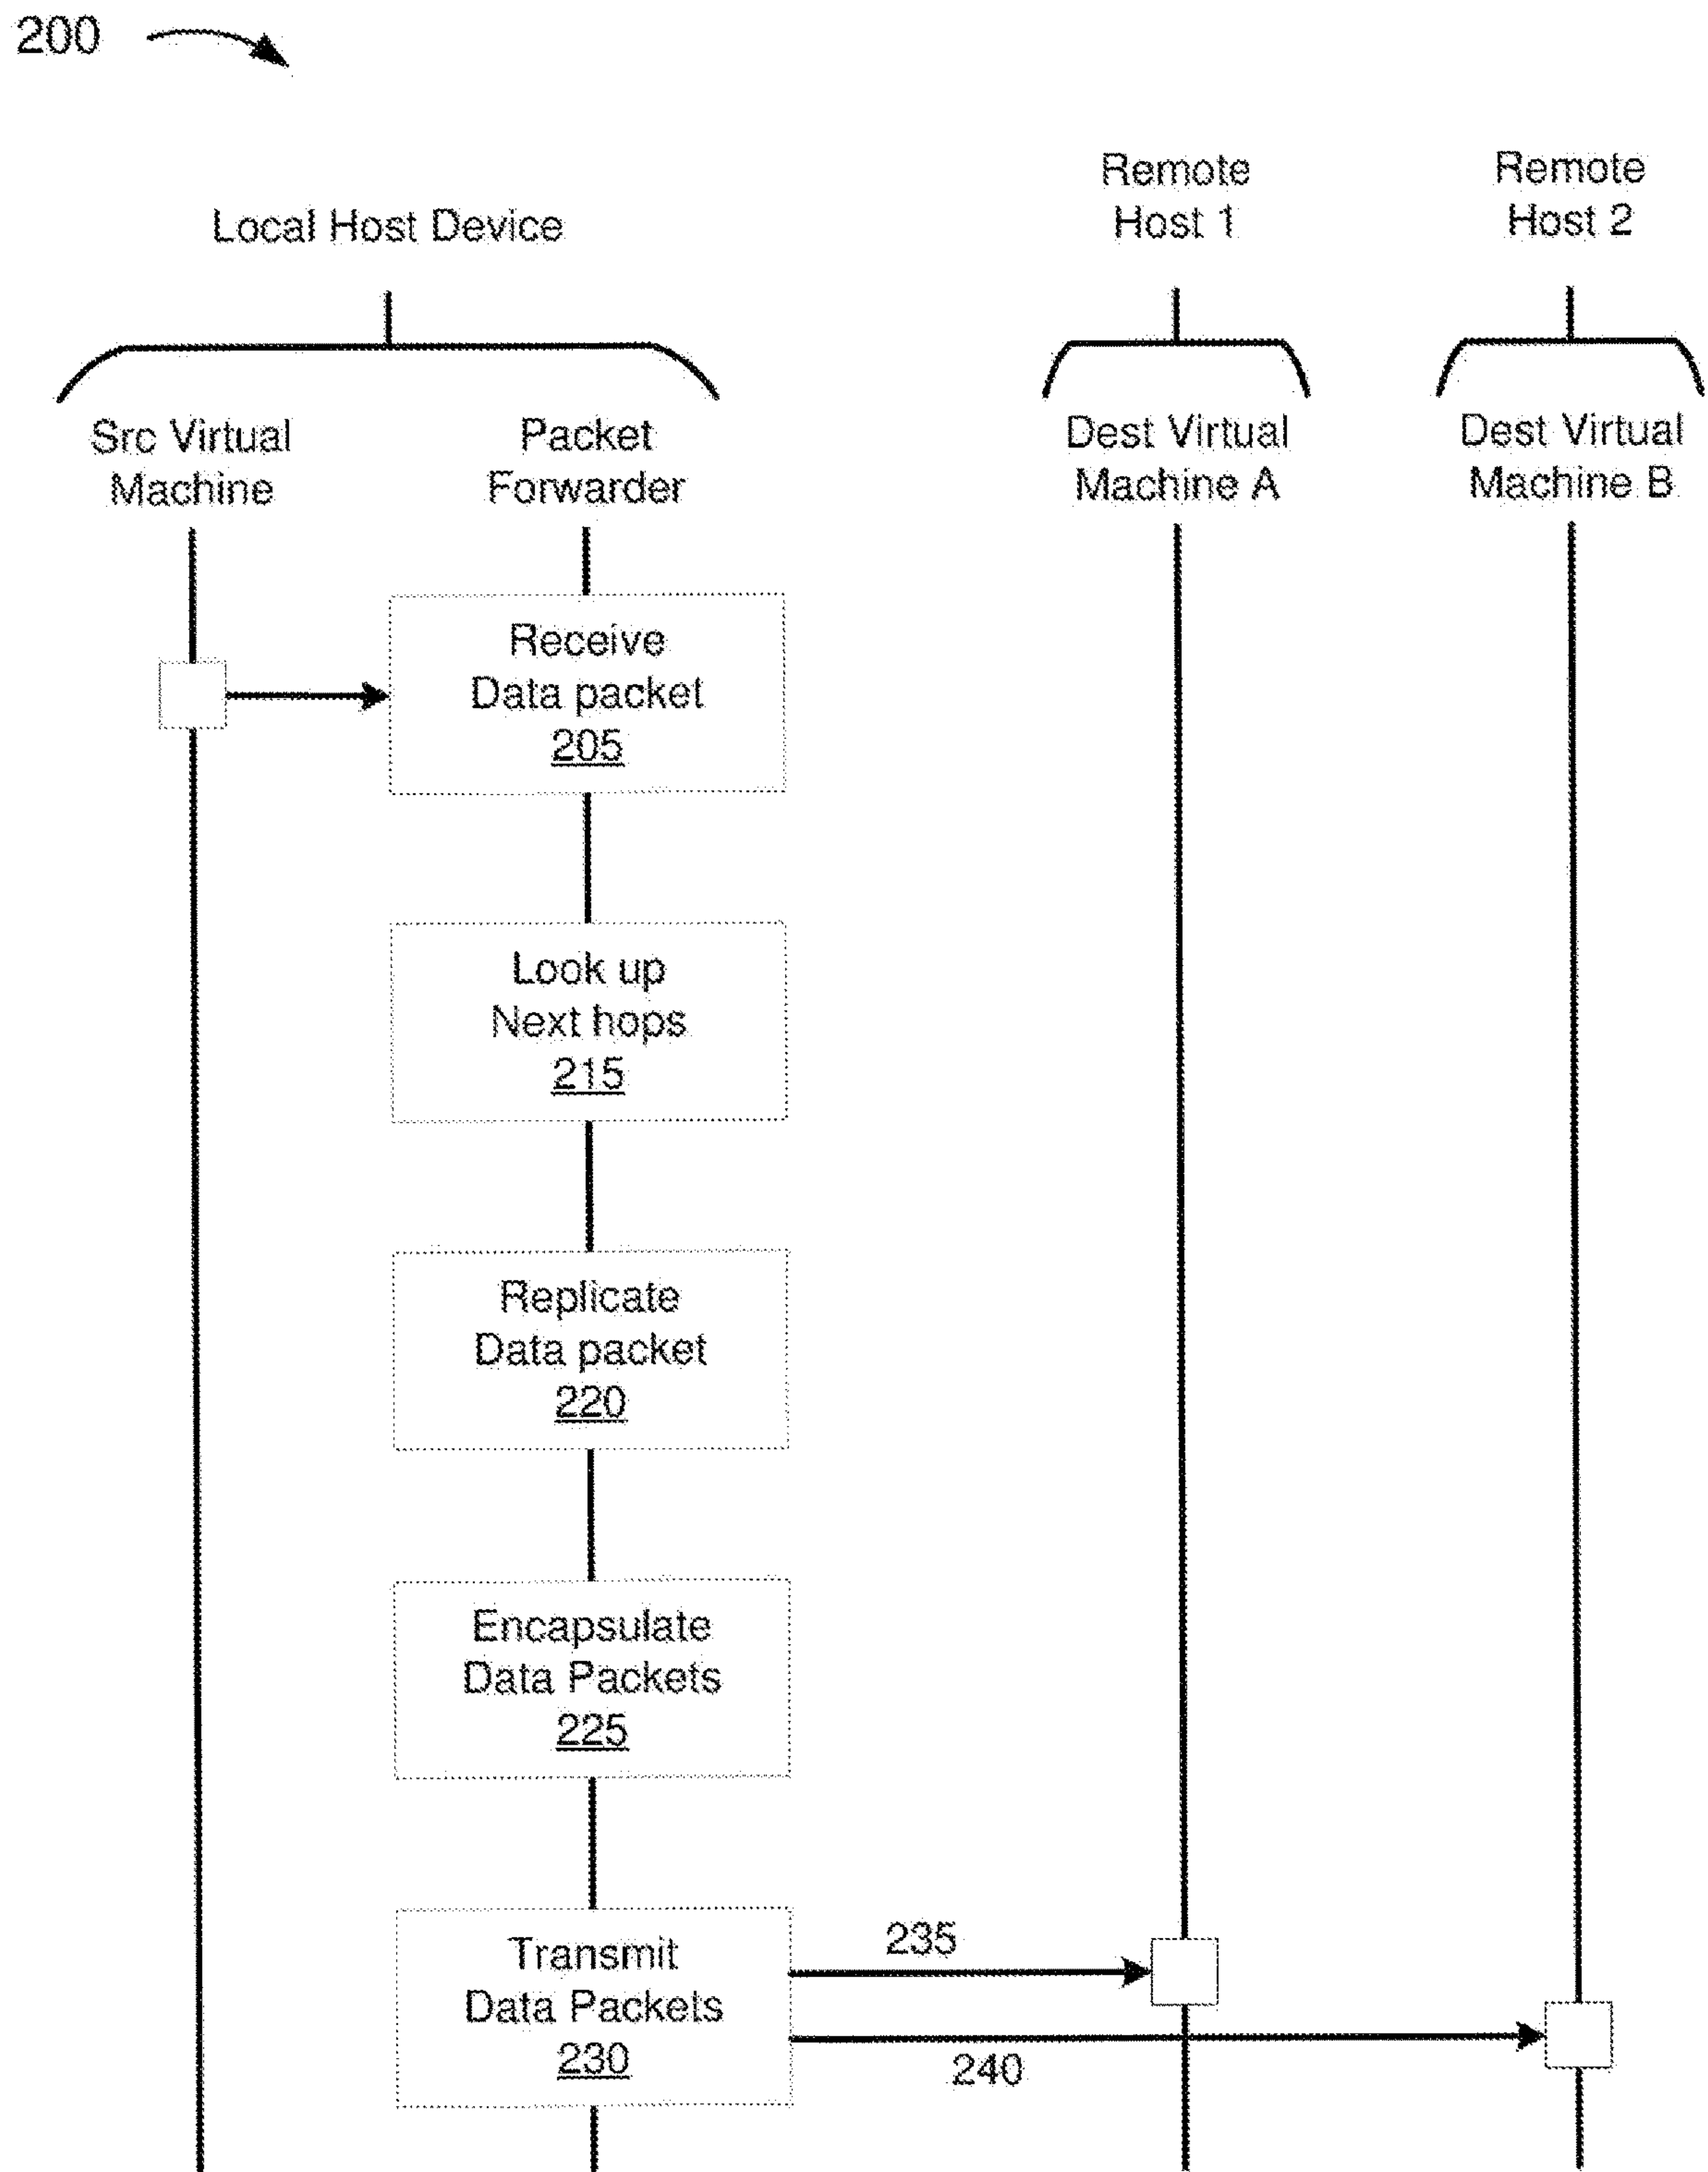 200
Local Host Device
Remote
Host 1
Remote
Host 2
Src Virtual
Machine
Packet
Forwarder
Dest Virtual
Machine A
Dest Virtual
Machine B
Receive
Data packet
205
Look up
Next hops
215
Replicate
Data packet
220
Encapsulate
Data Packets
225
Transmit
Data Packets
230
235
240